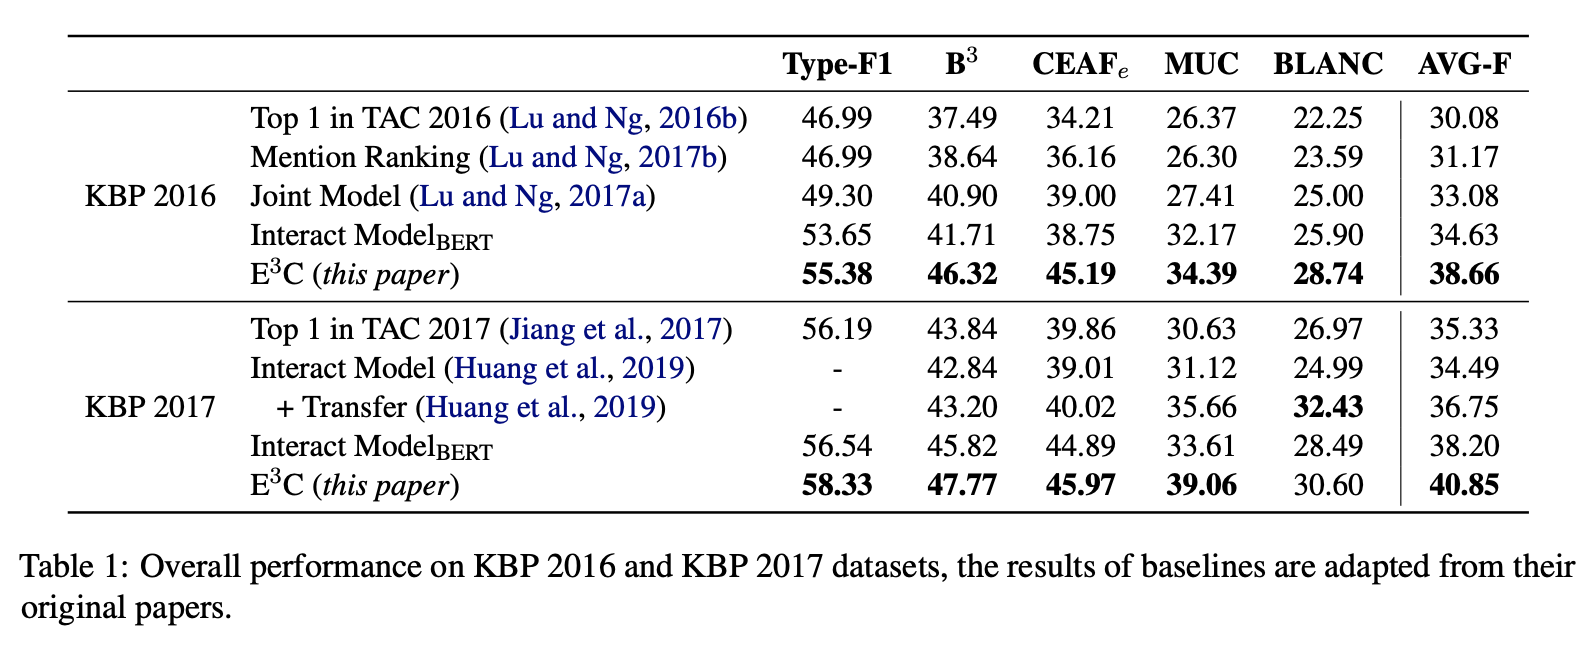 Type-F1 B³ CEAFₑ MUC BLANC AVG-F
Top 1 in TAC 2016 (Lu and Ng, 2016b) 46.99 37.49 34.21 26.37 22.25 30.08
Mention Ranking (Lu and Ng, 2017b) 46.99 38.64 36.16 26.30 23.59 31.17
KBP 2016 Joint Model (Lu and Ng, 2017a) 49.30 40.90 39.00 27.41 25.00 33.08
Interact Model_BERT 53.65 41.71 38.75 32.17 25.90 34.63
E³C (this paper) 55.38 46.32 45.19 34.39 28.74 38.66
Top 1 in TAC 2017 (Jiang et al., 2017) 56.19 43.84 39.86 30.63 26.97 35.33
Interact Model (Huang et al., 2019) - 42.84 39.01 31.12 24.99 34.49
KBP 2017 + Transfer (Huang et al., 2019) - 43.20 40.02 35.66 32.43 36.75
Interact Model_BERT 56.54 45.82 44.89 33.61 28.49 38.20
E³C (this paper) 58.33 47.77 45.97 39.06 30.60 40.85
Table 1: Overall performance on KBP 2016 and KBP 2017 datasets, the results of baselines are adapted from their
original papers.